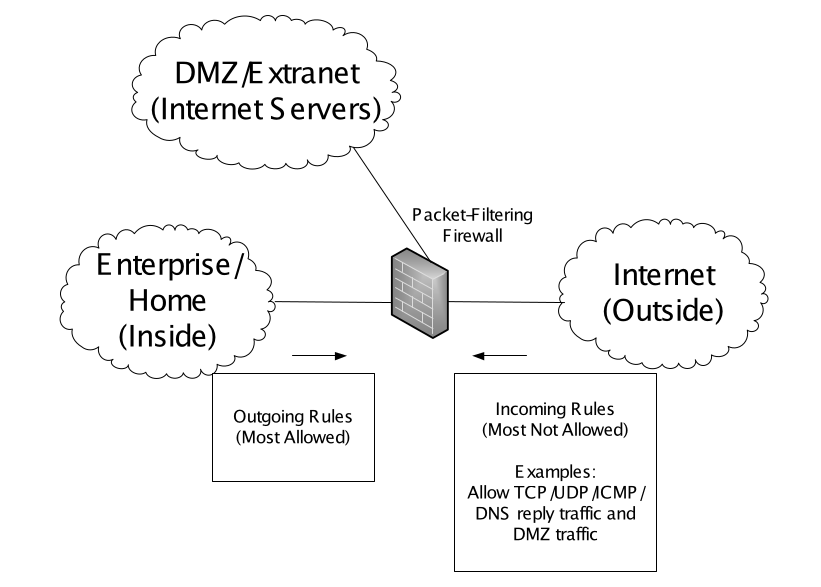 DMZ/Extranet
(Internet Servers)
Packet-Filtering
Firewall
Enterprise/
Home
(Inside)
Internet
(Outside)
Outgoing Rules
(Most Allowed)
Incoming Rules
(Most Not Allowed)
Examples:
Allow TCP/UDP/ICMP/
DNS reply traffic and
DMZ traffic